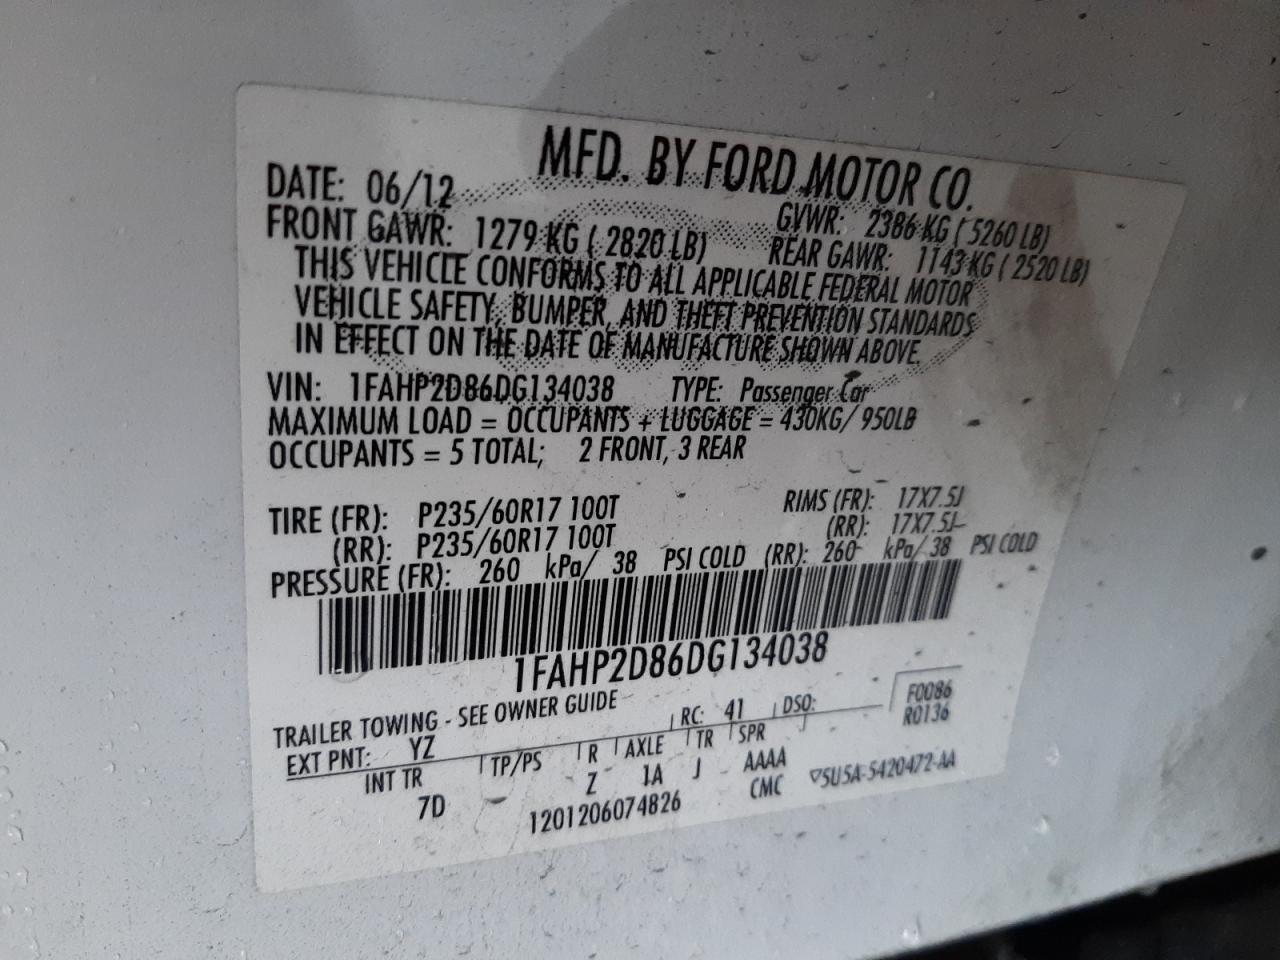 MFD. BY FORD MOTOR CO.
DATE: 06/12 GVWR: 2386 KG ( 5260 LB)
FRONT GAWR: 1279 KG ( 2820 LB) REAR GAWR: 1143 KG ( 2520 LB)
THIS VEHICLE CONFORMS TO ALL APPLICABLE FEDERAL MOTOR
VEHICLE SAFETY, BUMPER, AND THEFT PREVENTION STANDARDS
IN EFFECT ON THE DATE OF MANUFACTURE SHOWN ABOVE.
VIN: 1FAHP2D86DG134038 TYPE: Passenger Car
MAXIMUM LOAD = OCCUPANTS + LUGGAGE = 430KG/ 950LB
OCCUPANTS = 5 TOTAL; 2 FRONT, 3 REAR
TIRE (FR): P235/60R17 100T RIMS (FR): 17X7.5J
(RR): P235/60R17 100T (RR): 17X7.5J
PRESSURE (FR): 260 kPa/ 38 PSI COLD (RR): 260 kPa/ 38 PSI COLD
1FAHP2D86DG134038
TRAILER TOWING - SEE OWNER GUIDE
EXT PNT: YZ RC: 41 DSO: F0086
R0136
INT TR TP/PS R AXLE TR SPR
7D Z 1A J AAAA
1201206074826 CMC ▽5U5A-5420472-AA